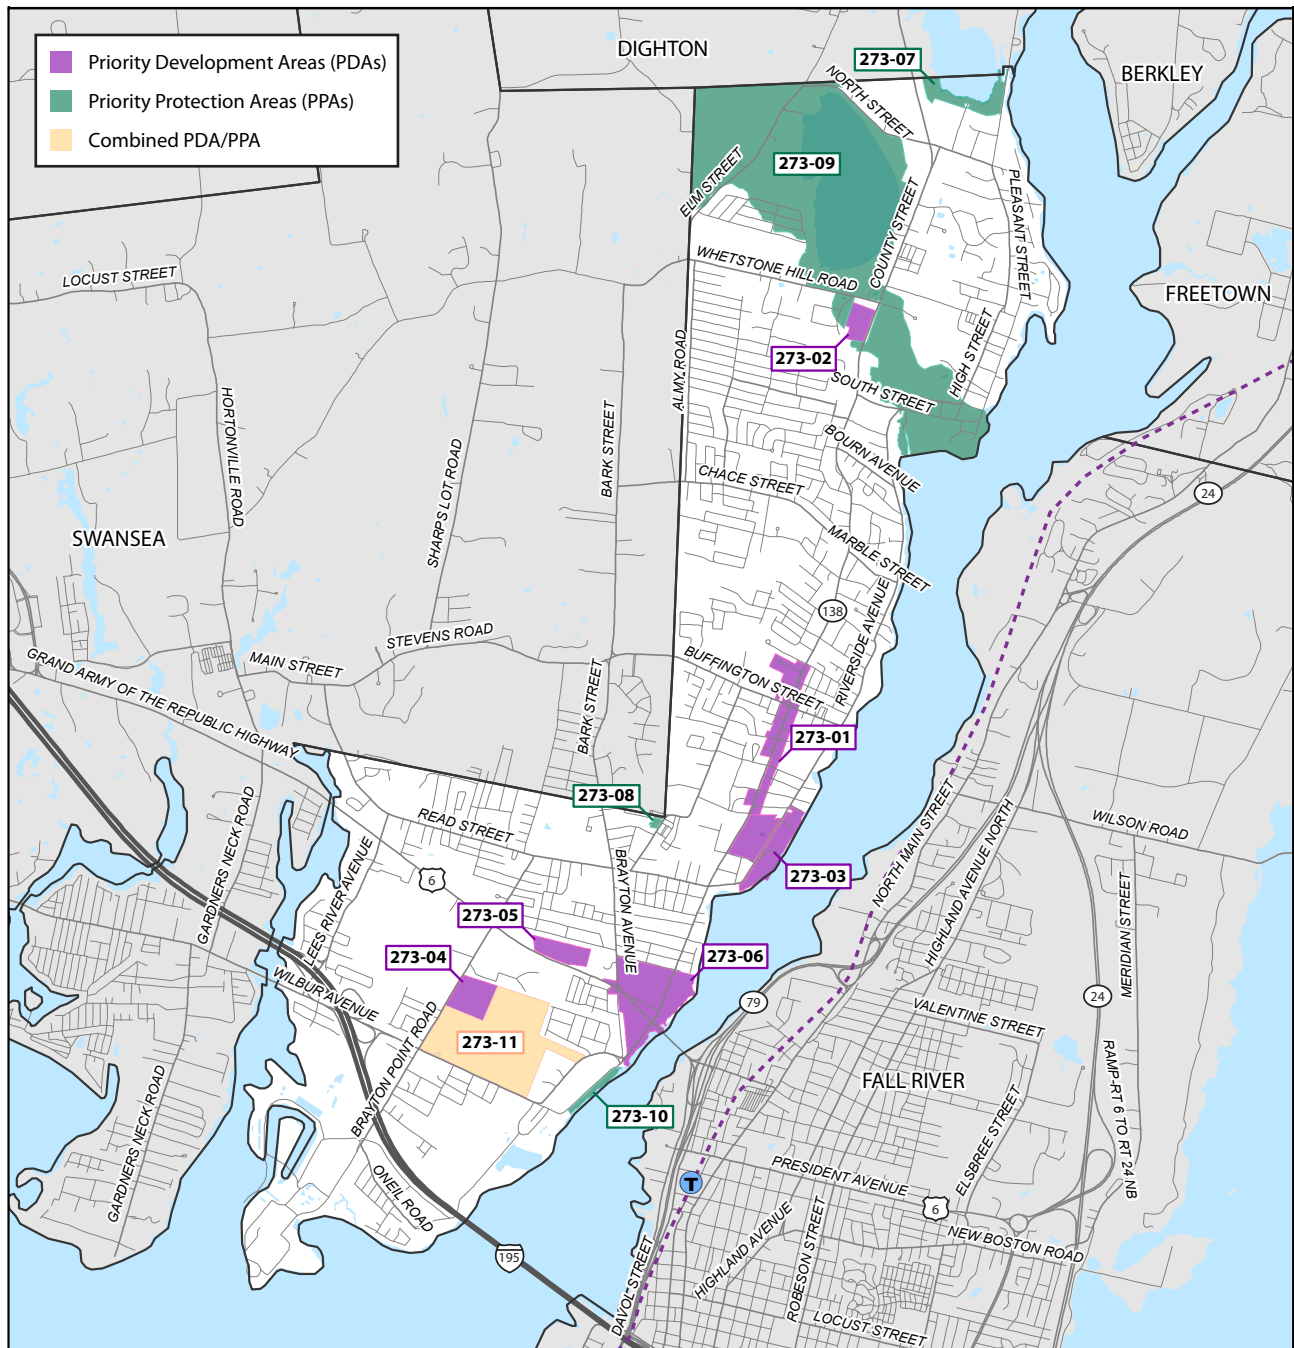 Priority Development Areas (PDAs)
Priority Protection Areas (PPAs)
Combined PDA/PPA
DIGHTON
273-07
BERKLEY
NORTH STREET
273-09
ELM STREET
PLEASANT STREET
COUNTY STREET
WHETSTONE HILL ROAD
LOCUST STREET
FREETOWN
273-02
HIGH STREET
ALMY ROAD
SOUTH STREET
HORTONVILLE ROAD
BARK STREET
SHARPS LOT ROAD
BOURN AVENUE
CHACE STREET
24
SWANSEA
MARBLE STREET
138
RIVERSIDE AVENUE
STEVENS ROAD
MAIN STREET
BUFFINGTON STREET
GRAND ARMY OF THE REPUBLIC HIGHWAY
BARK STREET
273-01
273-08
READ STREET
GARDNERS NECK ROAD
WILSON ROAD
NORTH MAIN STREET
HIGHLAND AVENUE NORTH
273-03
6
BRAYTON AVENUE
LEES RIVER AVENUE
MERIDIAN STREET
273-05
273-04
273-06
WILBUR AVENUE
79
24
VALENTINE STREET
BRAYTON POINT ROAD
273-11
RAMP-RT 6 TO RT 24 NB
FALL RIVER
273-10
ELSBREE STREET
GARDNERS NECK ROAD
PRESIDENT AVENUE
T
ONEIL ROAD
6
NEW BOSTON ROAD
HIGHLAND AVENUE
ROBESON STREET
195
DAVOL STREET
LOCUST STREET